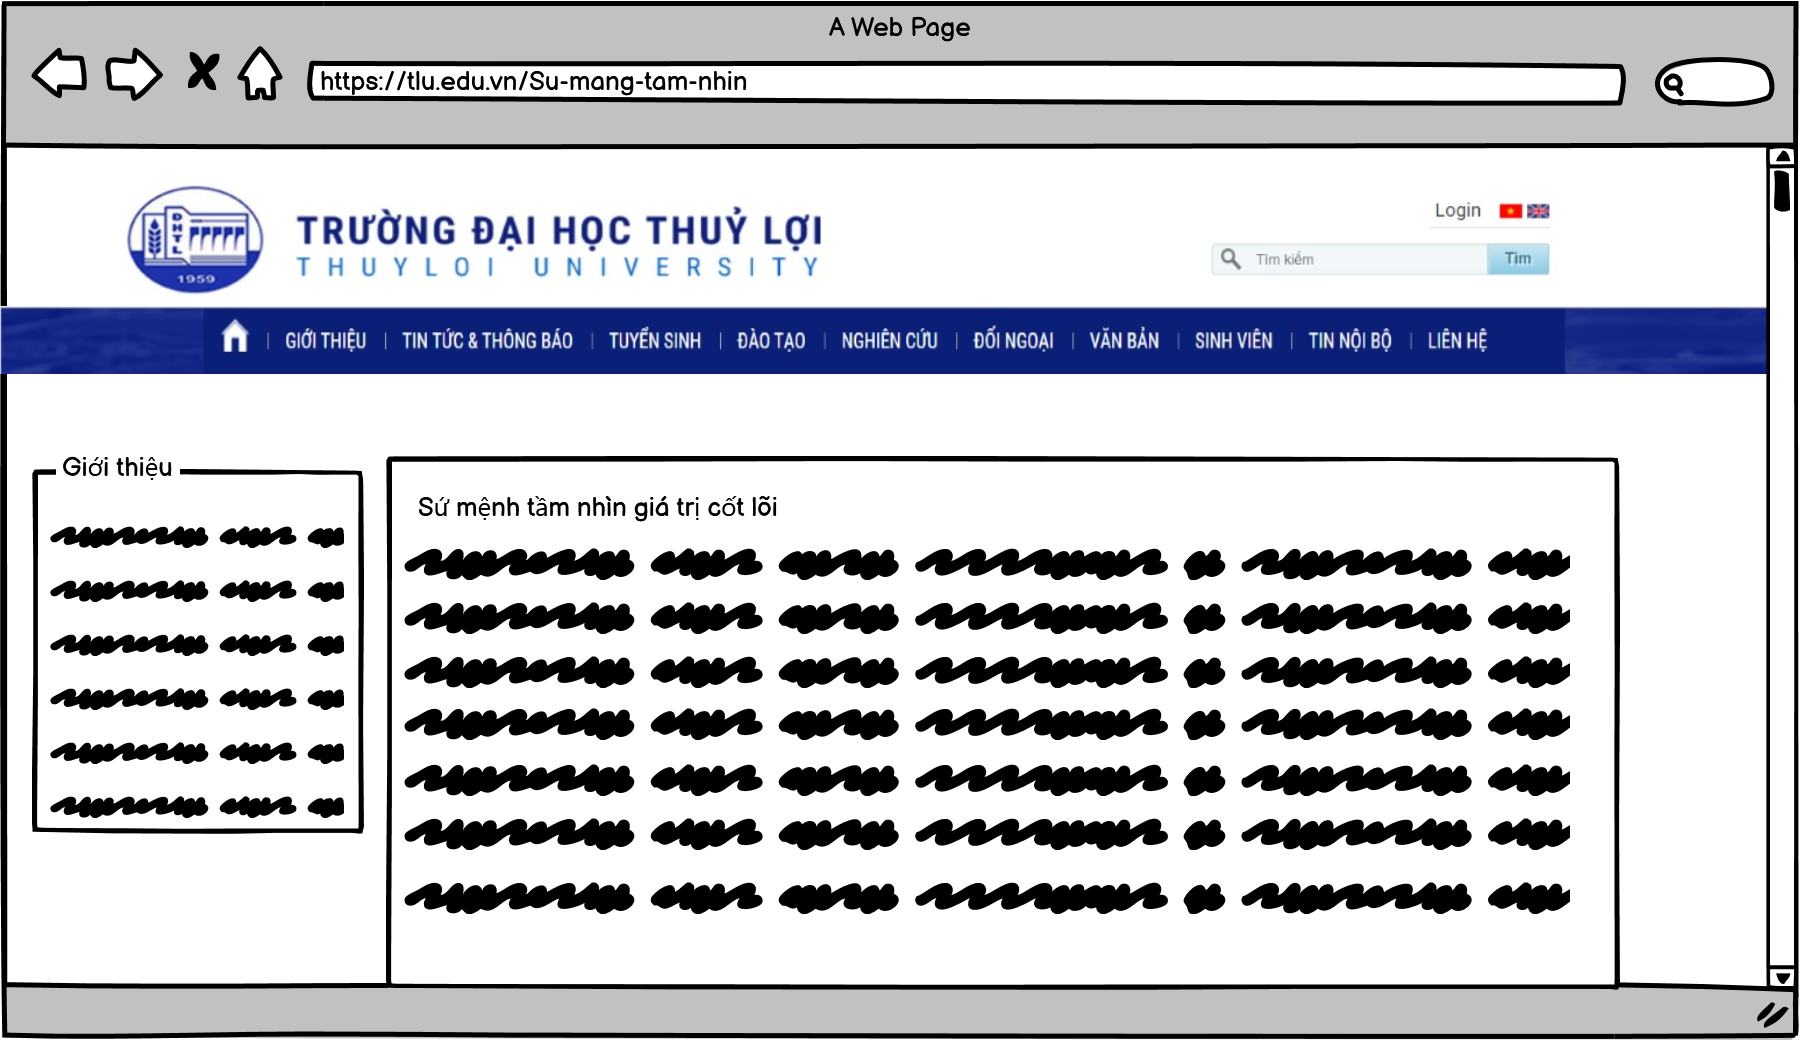 A Web Page
https://tlu.edu.vn/Su-mang-tam-nhin
ĐHTL
1959
TRƯỜNG ĐẠI HỌC THUỶ LỢI
THUYLOI UNIVERSITY
Login
Tìm kiếm
Tìm
GIỚI THIỆU | TIN TỨC & THÔNG BÁO | TUYỂN SINH | ĐÀO TẠO | NGHIÊN CỨU | ĐỐI NGOẠI | VĂN BẢN | SINH VIÊN | TIN NỘI BỘ | LIÊN HỆ
Giới thiệu
Sứ mệnh tầm nhìn giá trị cốt lõi